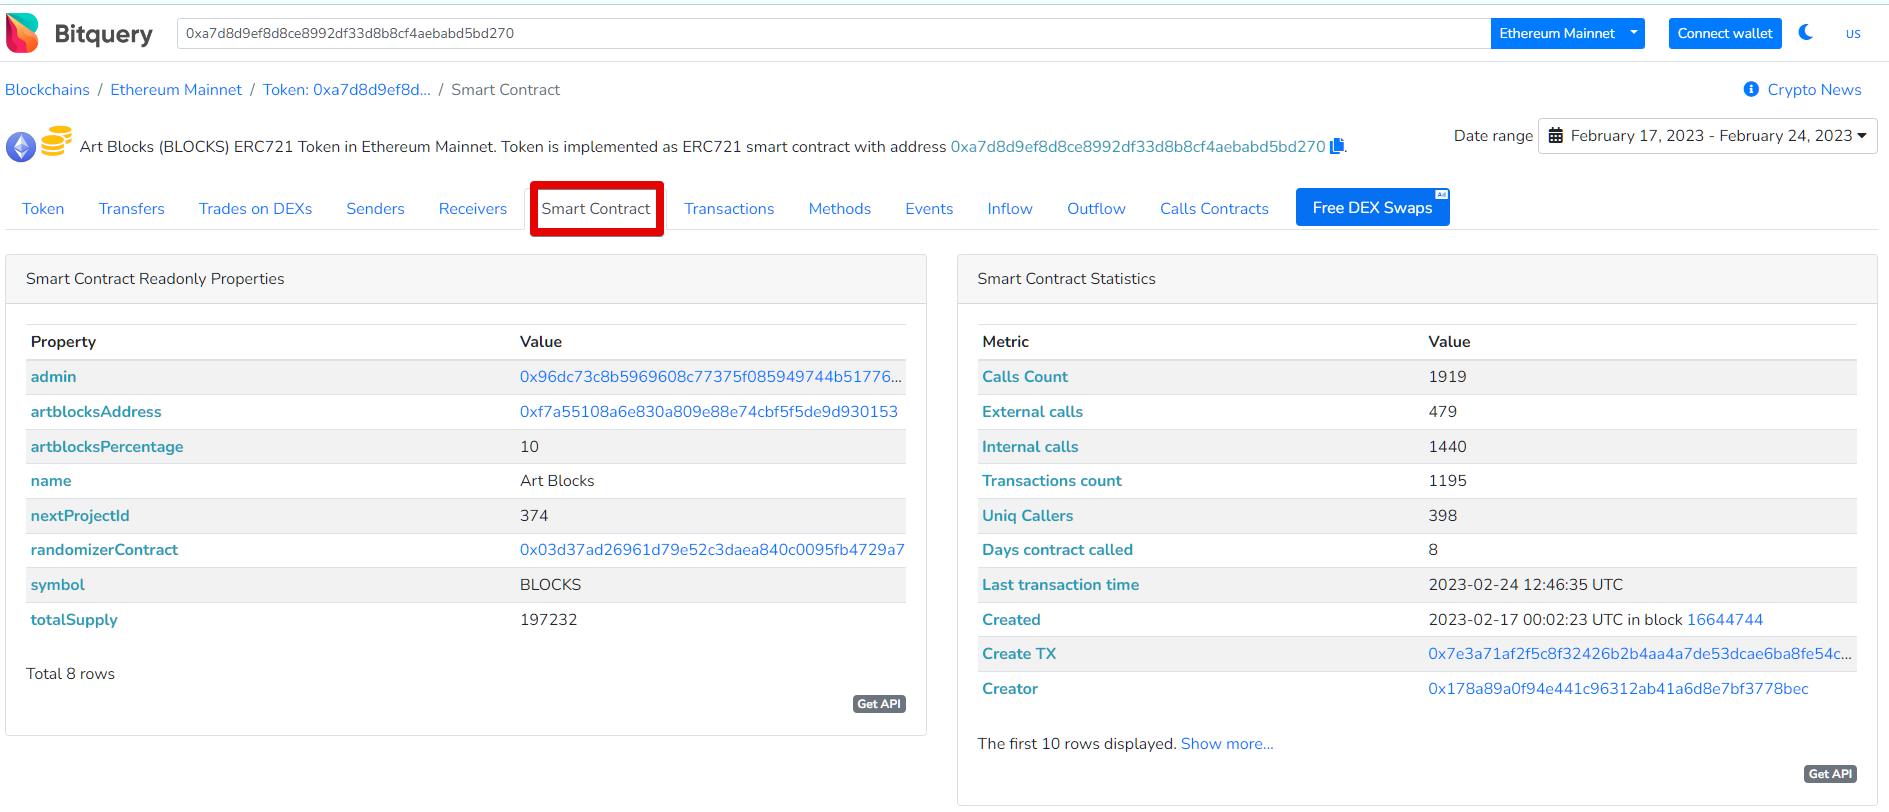 Bitquery
0xa7d8d9ef8d8ce8992df33d8b8cf4aebabd5bd270
Ethereum Mainnet
Connect wallet
US
Blockchains / Ethereum Mainnet / Token: 0xa7d8d9ef8d... / Smart Contract
Crypto News
Art Blocks (BLOCKS) ERC721 Token in Ethereum Mainnet. Token is implemented as ERC721 smart contract with address 0xa7d8d9ef8d8ce8992df33d8b8cf4aebabd5bd270 .
Date range February 17, 2023 - February 24, 2023
Token Transfers Trades on DEXs Senders Receivers Smart Contract Transactions Methods Events Inflow Outflow Calls Contracts Free DEX Swaps Ad
Smart Contract Readonly Properties
Property Value
admin 0x96dc73c8b5969608c77375f085949744b51776...
artblocksAddress 0xf7a55108a6e830a809e88e74cbf5f5de9d930153
artblocksPercentage 10
name Art Blocks
nextProjectId 374
randomizerContract 0x03d37ad26961d79e52c3daea840c0095fb4729a7
symbol BLOCKS
totalSupply 197232
Total 8 rows
Get API
Smart Contract Statistics
Metric Value
Calls Count 1919
External calls 479
Internal calls 1440
Transactions count 1195
Uniq Callers 398
Days contract called 8
Last transaction time 2023-02-24 12:46:35 UTC
Created 2023-02-17 00:02:23 UTC in block 16644744
Create TX 0x7e3a71af2f5c8f32426b2b4aa4a7de53dcae6ba8fe54c...
Creator 0x178a89a0f94e441c96312ab41a6d8e7bf3778bec
The first 10 rows displayed. Show more...
Get API